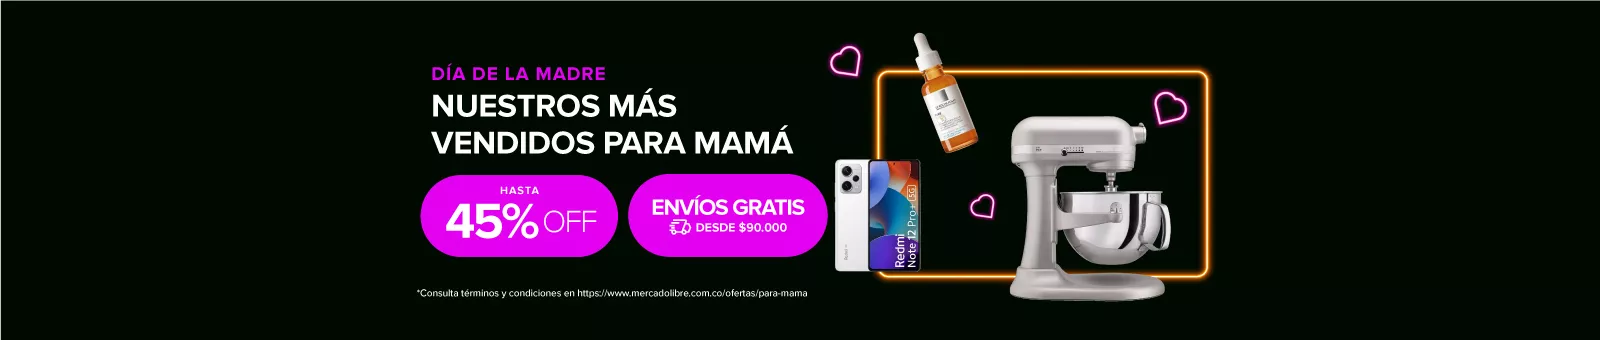 DÍA DE LA MADRE
NUESTROS MÁS
VENDIDOS PARA MAMÁ
HASTA
45% OFF
ENVÍOS GRATIS
DESDE $90.000
*Consulta términos y condiciones en https://www.mercadolibre.com.co/ofertas/para-mama
Redmi
Note 12 Pro+ 5G